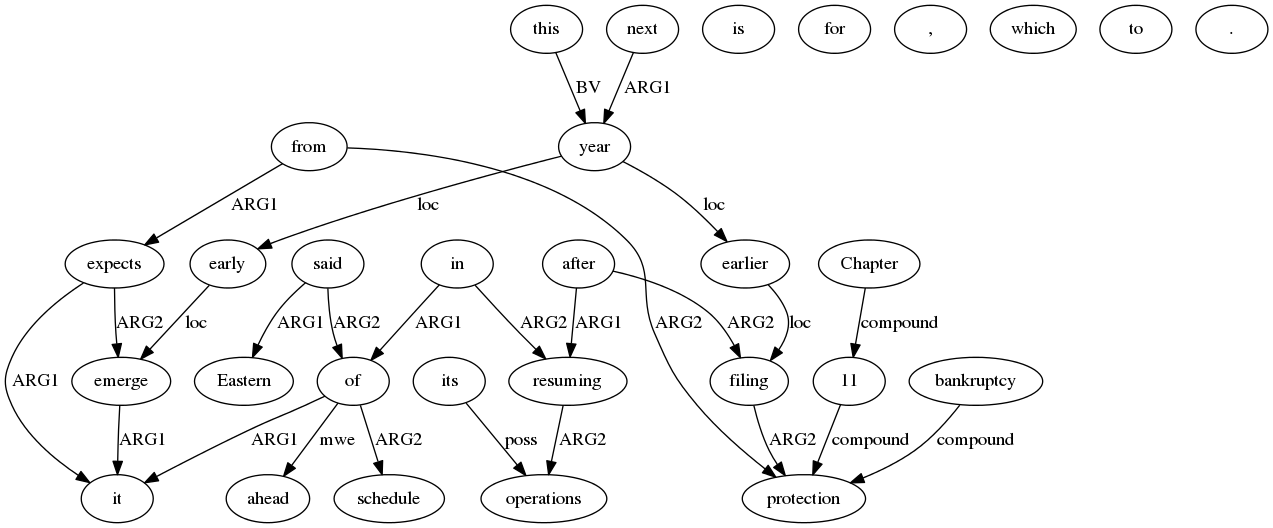 this next is for , which to .
BV ARG1
from year
ARG1 loc loc
expects early said in after earlier Chapter
ARG2 loc ARG1 ARG2 ARG1 ARG2 ARG1 ARG2 ARG2 loc compound
ARG1 emerge Eastern of its resuming filing 11 bankruptcy
ARG1 ARG1 mwe ARG2 poss ARG2 ARG2 compound compound
it ahead schedule operations protection